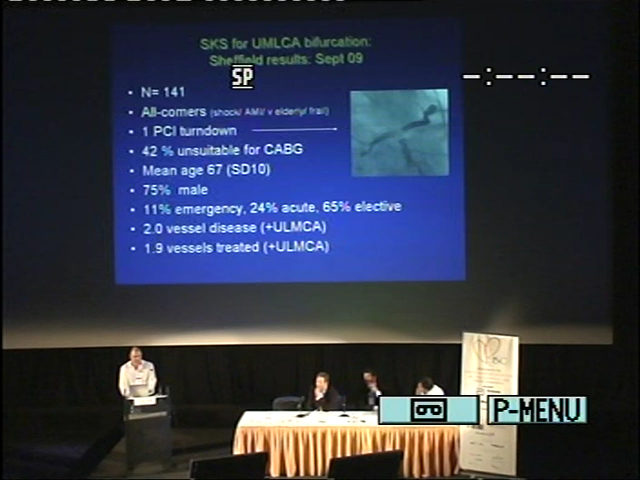 SKS for UMLCA bifurcation:
Sheffield results: Sept 09
SP
--:--:--
• N= 141
• All-comers (shock/ AMI/ v elderly/ frail)
• 1 PCI turndown
• 42 % unsuitable for CABG
• Mean age 67 (SD10)
• 75% male
• 11% emergency, 24% acute, 65% elective
• 2.0 vessel disease (+ULMCA)
• 1.9 vessels treated (+ULMCA)
P-MENU